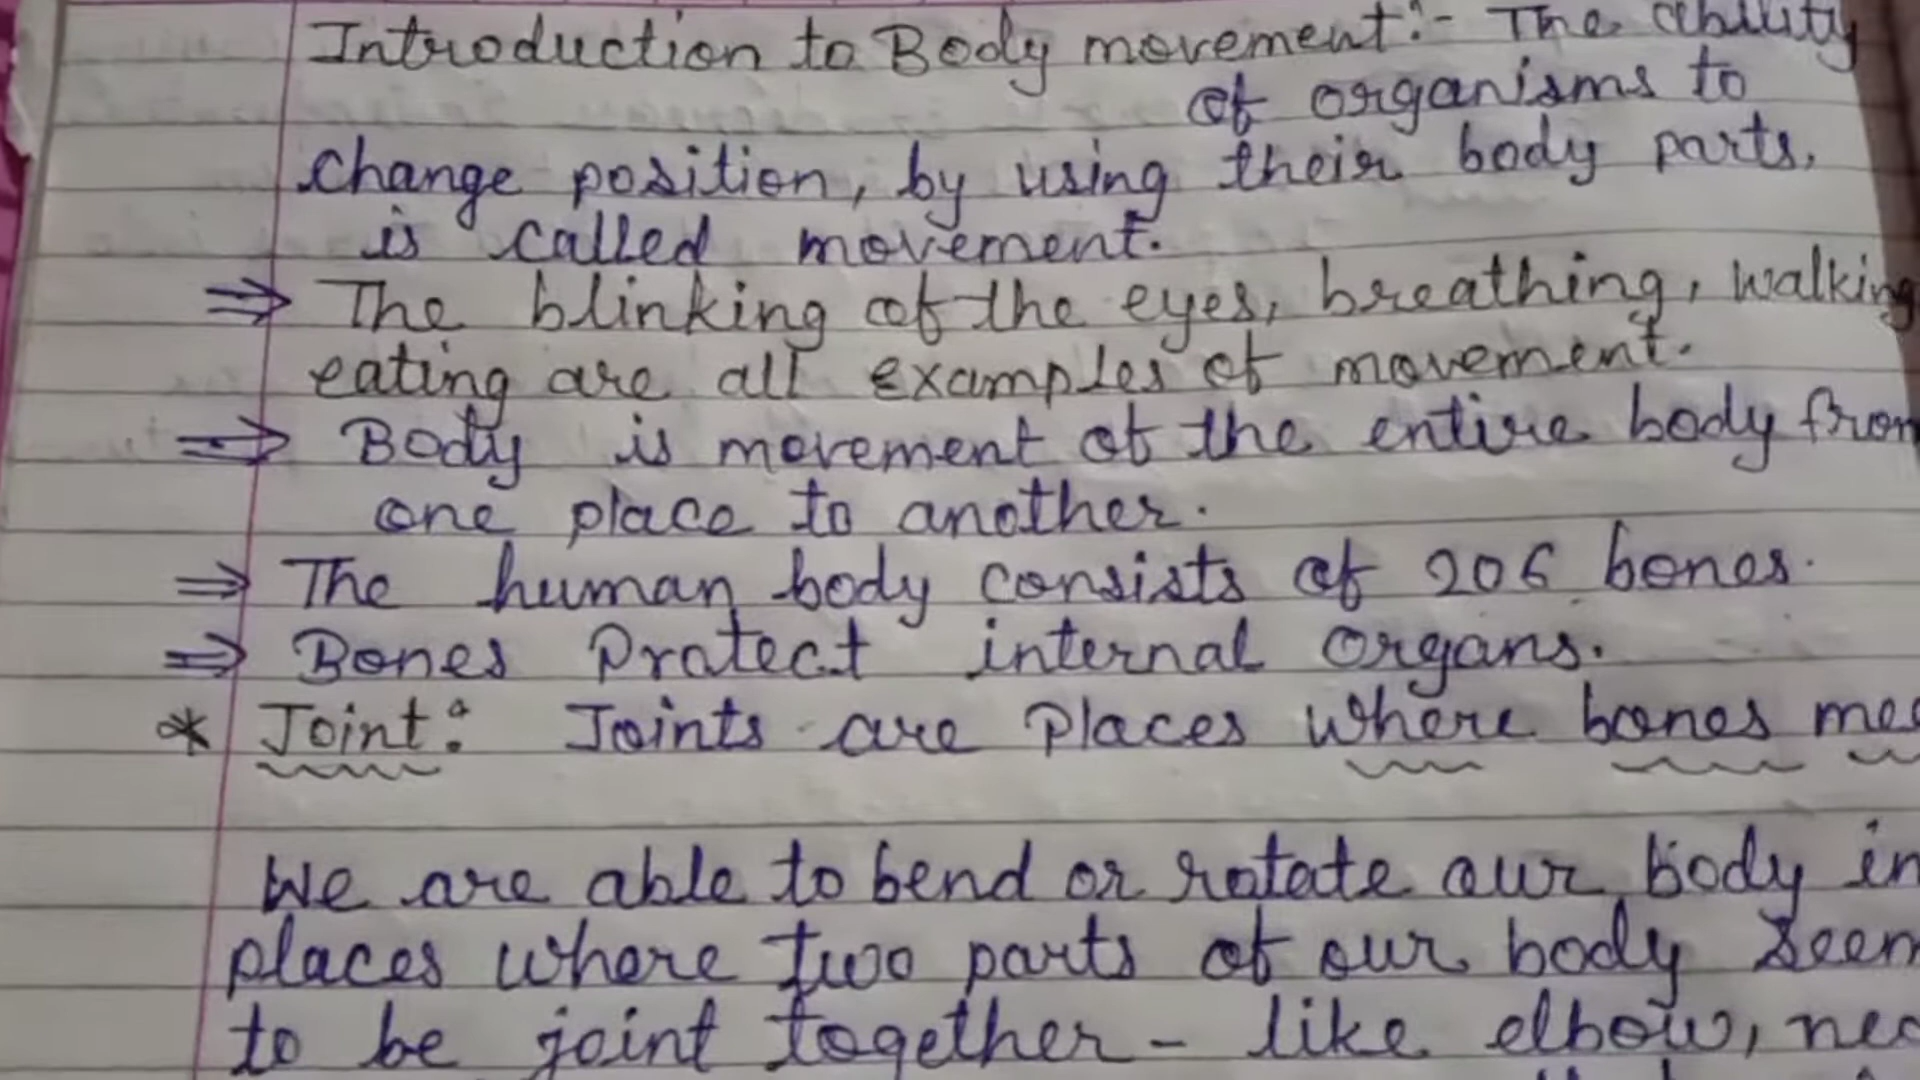 Introduction to Body movement:- The ability
of organisms to
change position, by using their body parts,
is called movement.
⇒ The blinking of the eyes, breathing, walking
eating are all examples of movement.
⇒ Body is movement of the entire body from
one place to another.
⇒ The human body consists of 206 bones.
⇒ Bones Protect internal organs.
* Joint: Joints are Places where bones mee
We are able to bend or rotate our body in
places where two parts of our body seem
to be joint together - like elbow, nec